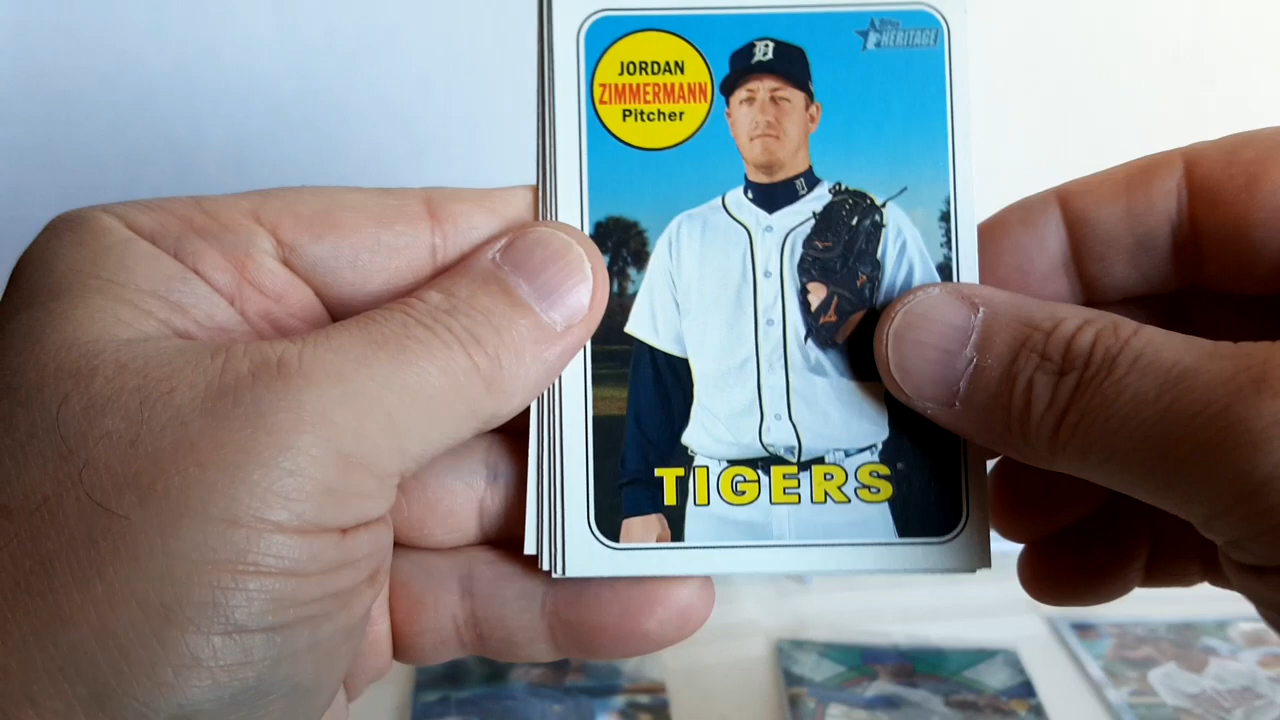 JORDAN
ZIMMERMANN
Pitcher
Topps
HERITAGE
D
D
TIGERS